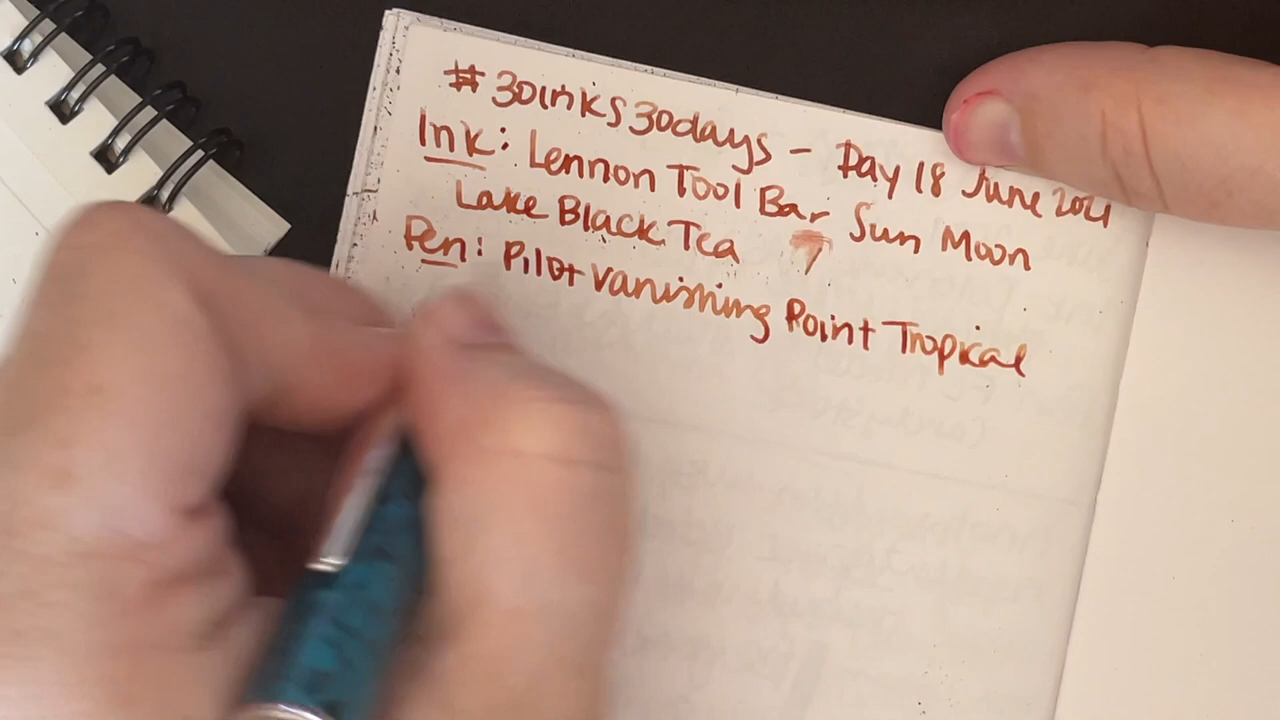 #30inks30days - Day 18 June 2021
Ink: Lennon Tool Bar Sun Moon
Lake Black Tea
Pen: Pilot Vanishing Point Tropical